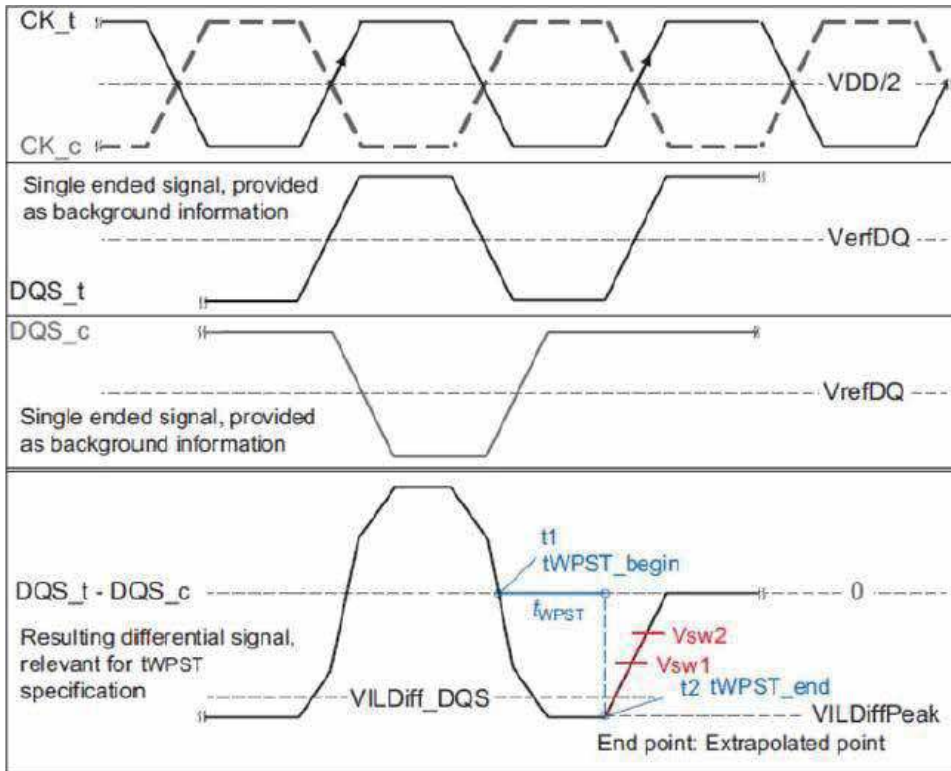 CK_t
VDD/2
CK_c
Single ended signal, provided
as background information
VerfDQ
DQS_t
DQS_c
VrefDQ
Single ended signal, provided
as background information
t1
tWPST_begin
DQS_t - DQS_c
0
tWPST
Resulting differential signal,
relevant for tWPST
specification
Vsw2
Vsw1
VILDiff_DQS
t2 tWPST_end
VILDiffPeak
End point: Extrapolated point